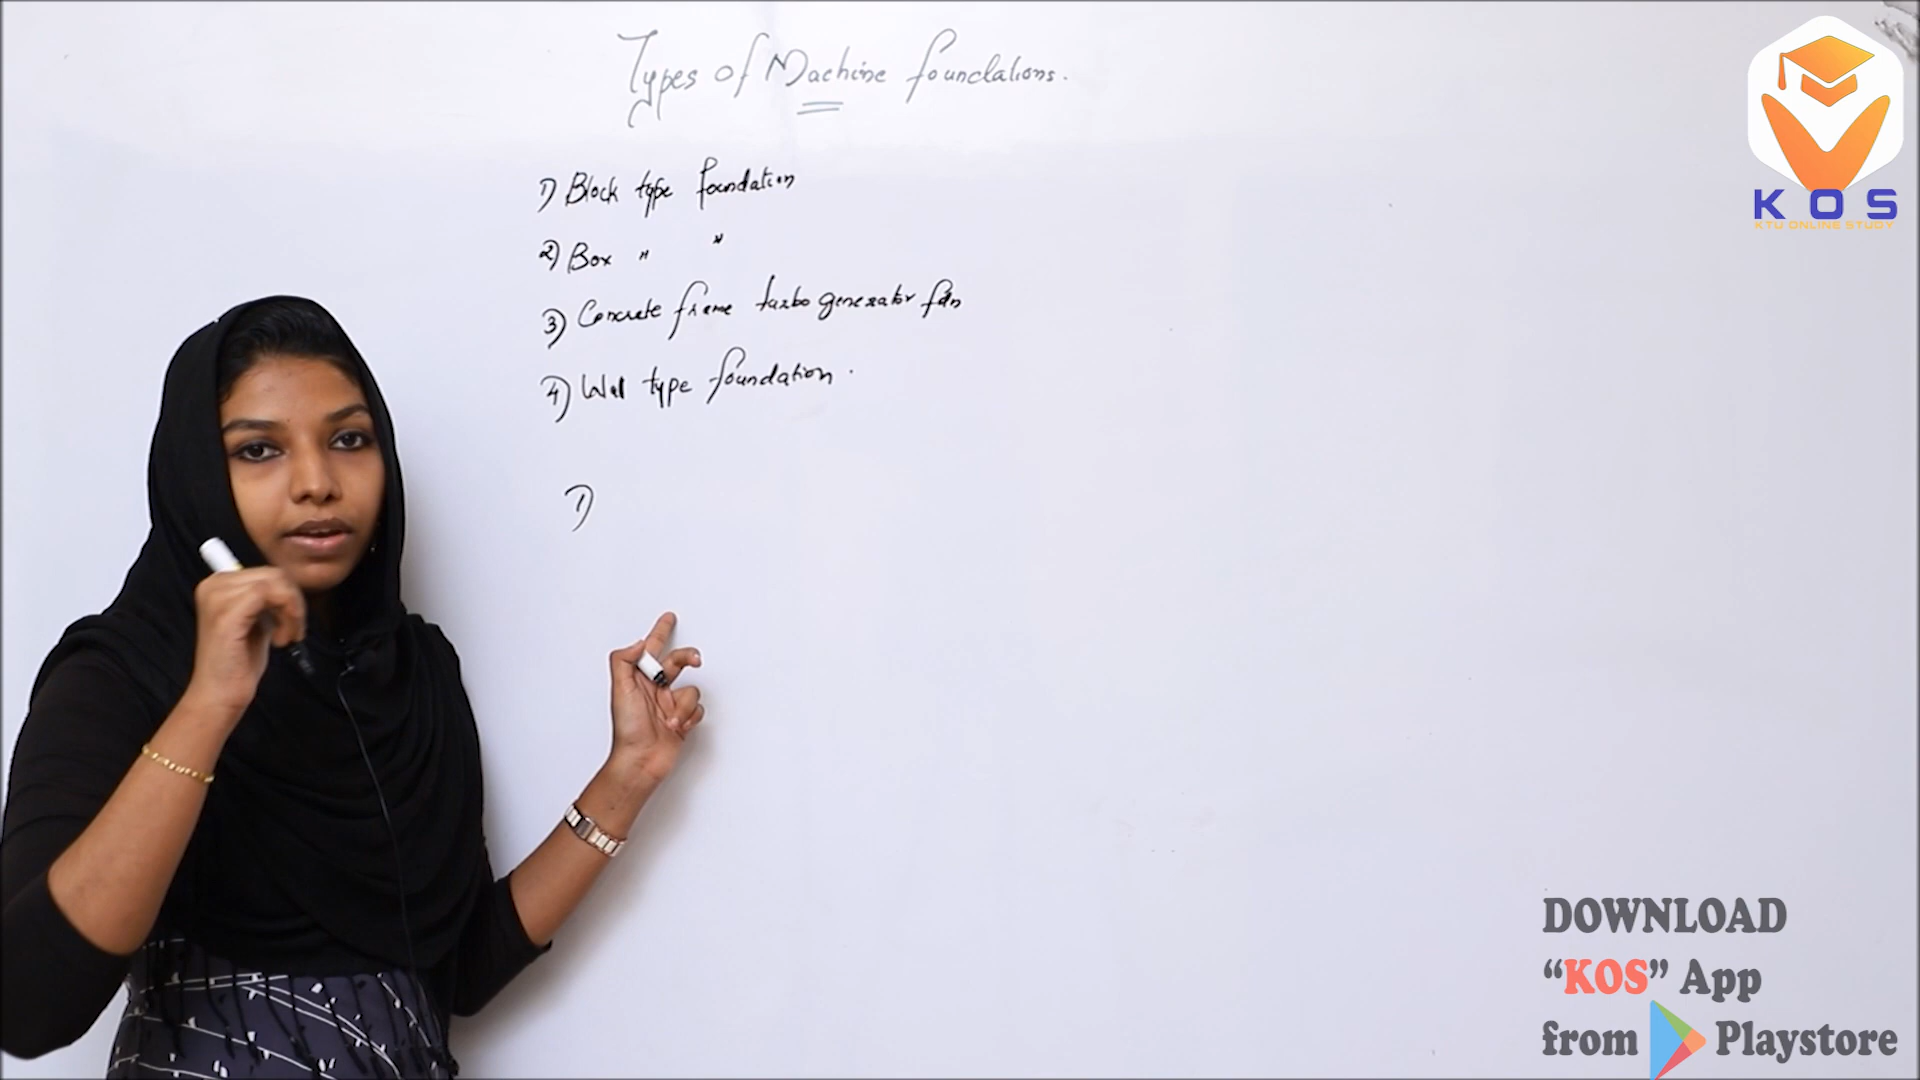 Types of Machine foundations.
1) Block type foundation
2) Box " "
3) Concrete frame turbo generator fdn
4) Wall type foundation.
1)
KOS
KTU ONLINE STUDY
DOWNLOAD
“KOS” App
from Playstore